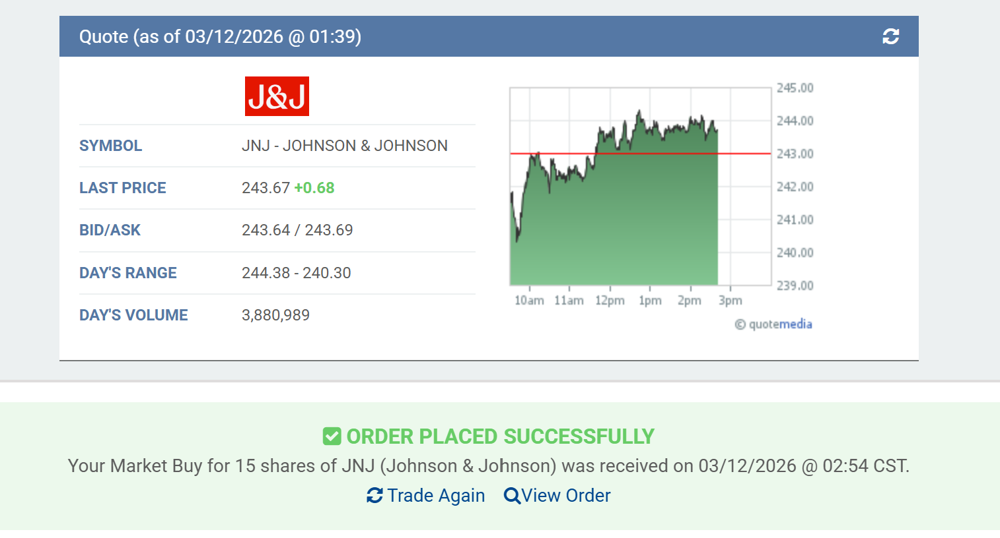 Quote (as of 03/12/2026 @ 01:39)
J&J
SYMBOL JNJ - JOHNSON & JOHNSON
LAST PRICE 243.67 +0.68
BID/ASK 243.64 / 243.69
DAY'S RANGE 244.38 - 240.30
DAY'S VOLUME 3,880,989
245.00
244.00
243.00
242.00
241.00
240.00
239.00
10am 11am 12pm 1pm 2pm 3pm
© quotemedia
ORDER PLACED SUCCESSFULLY
Your Market Buy for 15 shares of JNJ (Johnson & Johnson) was received on 03/12/2026 @ 02:54 CST.
Trade Again View Order